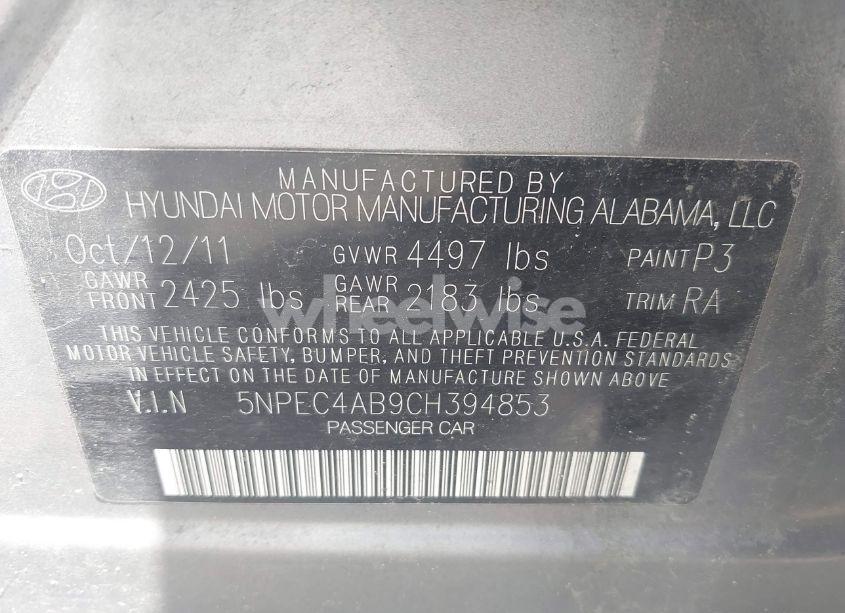 MANUFACTURED BY
HYUNDAI MOTOR MANUFACTURING ALABAMA, LLC
Oct/12/11 GVWR 4497 lbs PAINT P3
GAWR FRONT 2425 lbs GAWR REAR 2183 lbs TRIM RA
wheelwise
THIS VEHICLE CONFORMS TO ALL APPLICABLE U.S.A. FEDERAL
MOTOR VEHICLE SAFETY, BUMPER, AND THEFT PREVENTION STANDARDS
IN EFFECT ON THE DATE OF MANUFACTURE SHOWN ABOVE.
V.I.N 5NPEC4AB9CH394853
PASSENGER CAR